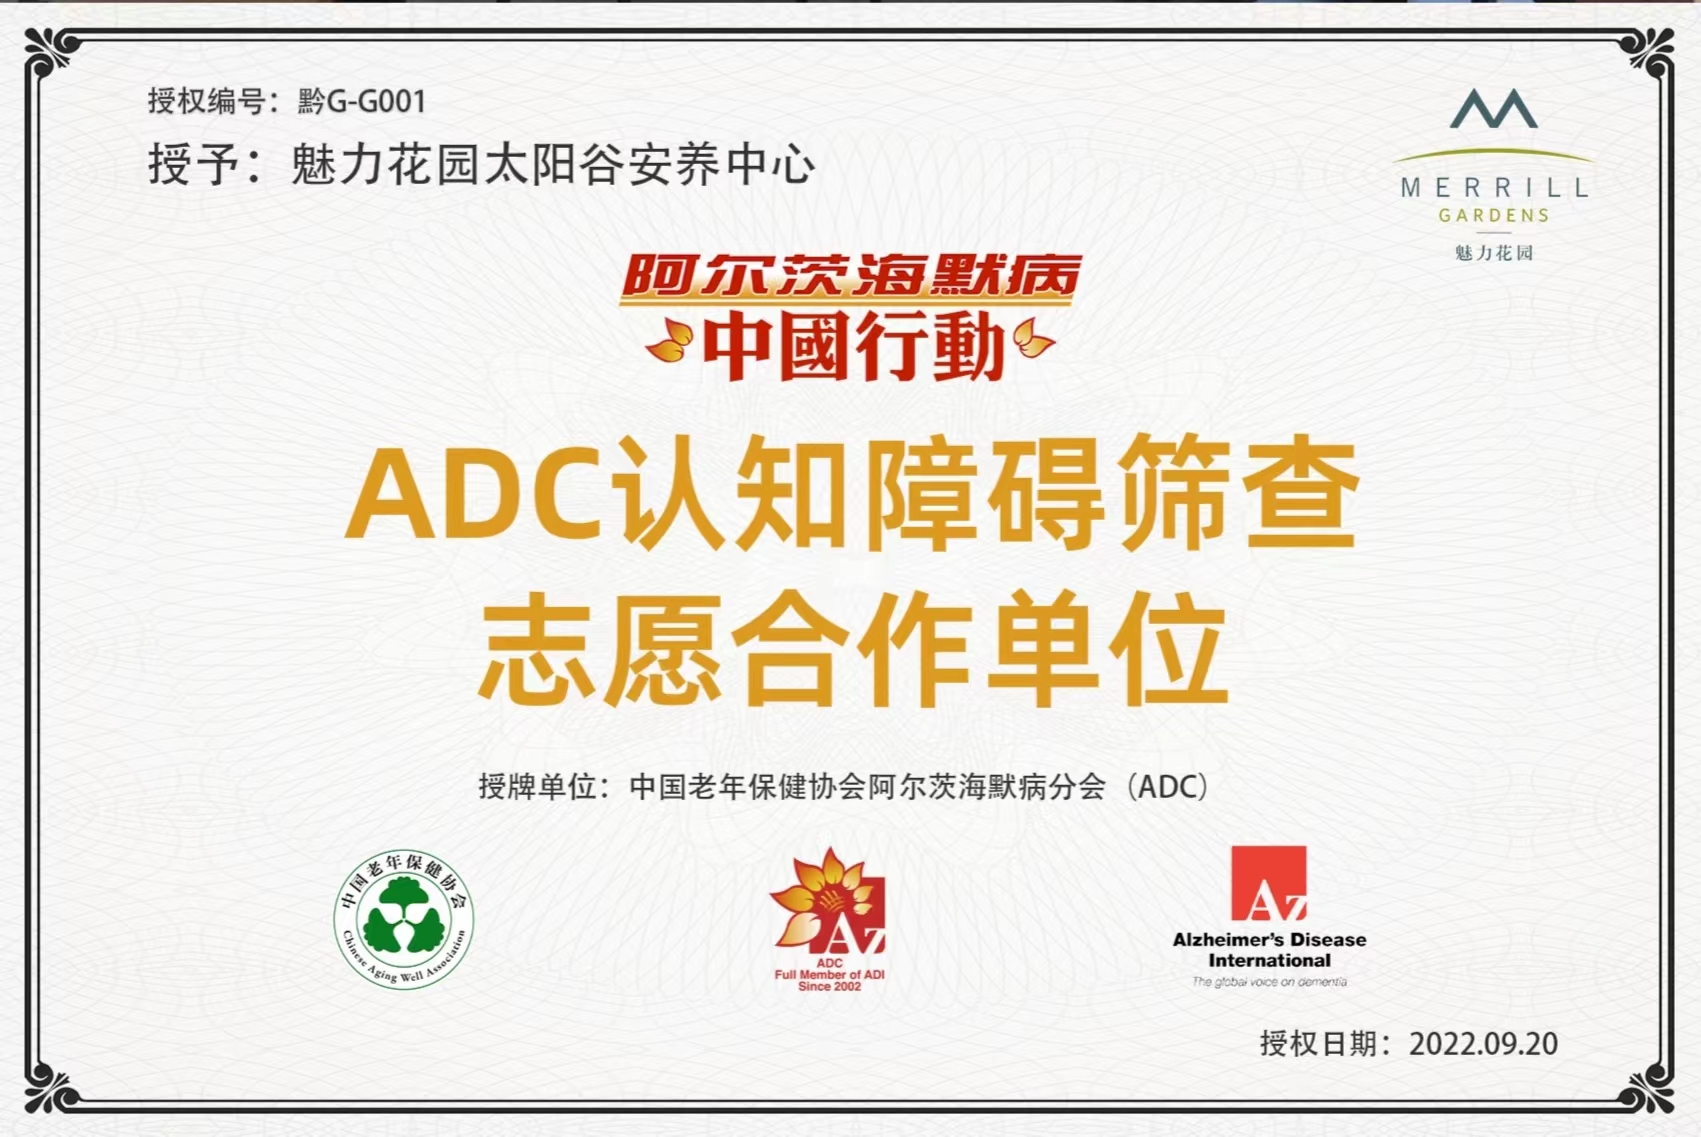 授权编号：黔G-G001
授予：魅力花园太阳谷安养中心
MERRILL
GARDENS
魅力花园
阿尔茨海默病
中國行動
ADC认知障碍筛查
志愿合作单位
授牌单位：中国老年保健协会阿尔茨海默病分会（ADC）
中国老年保健协会
Chinese Aging Well Association
Az
ADC
Full Member of ADI
Since 2002
Az
Alzheimer's Disease
International
The global voice on dementia
授权日期：2022.09.20